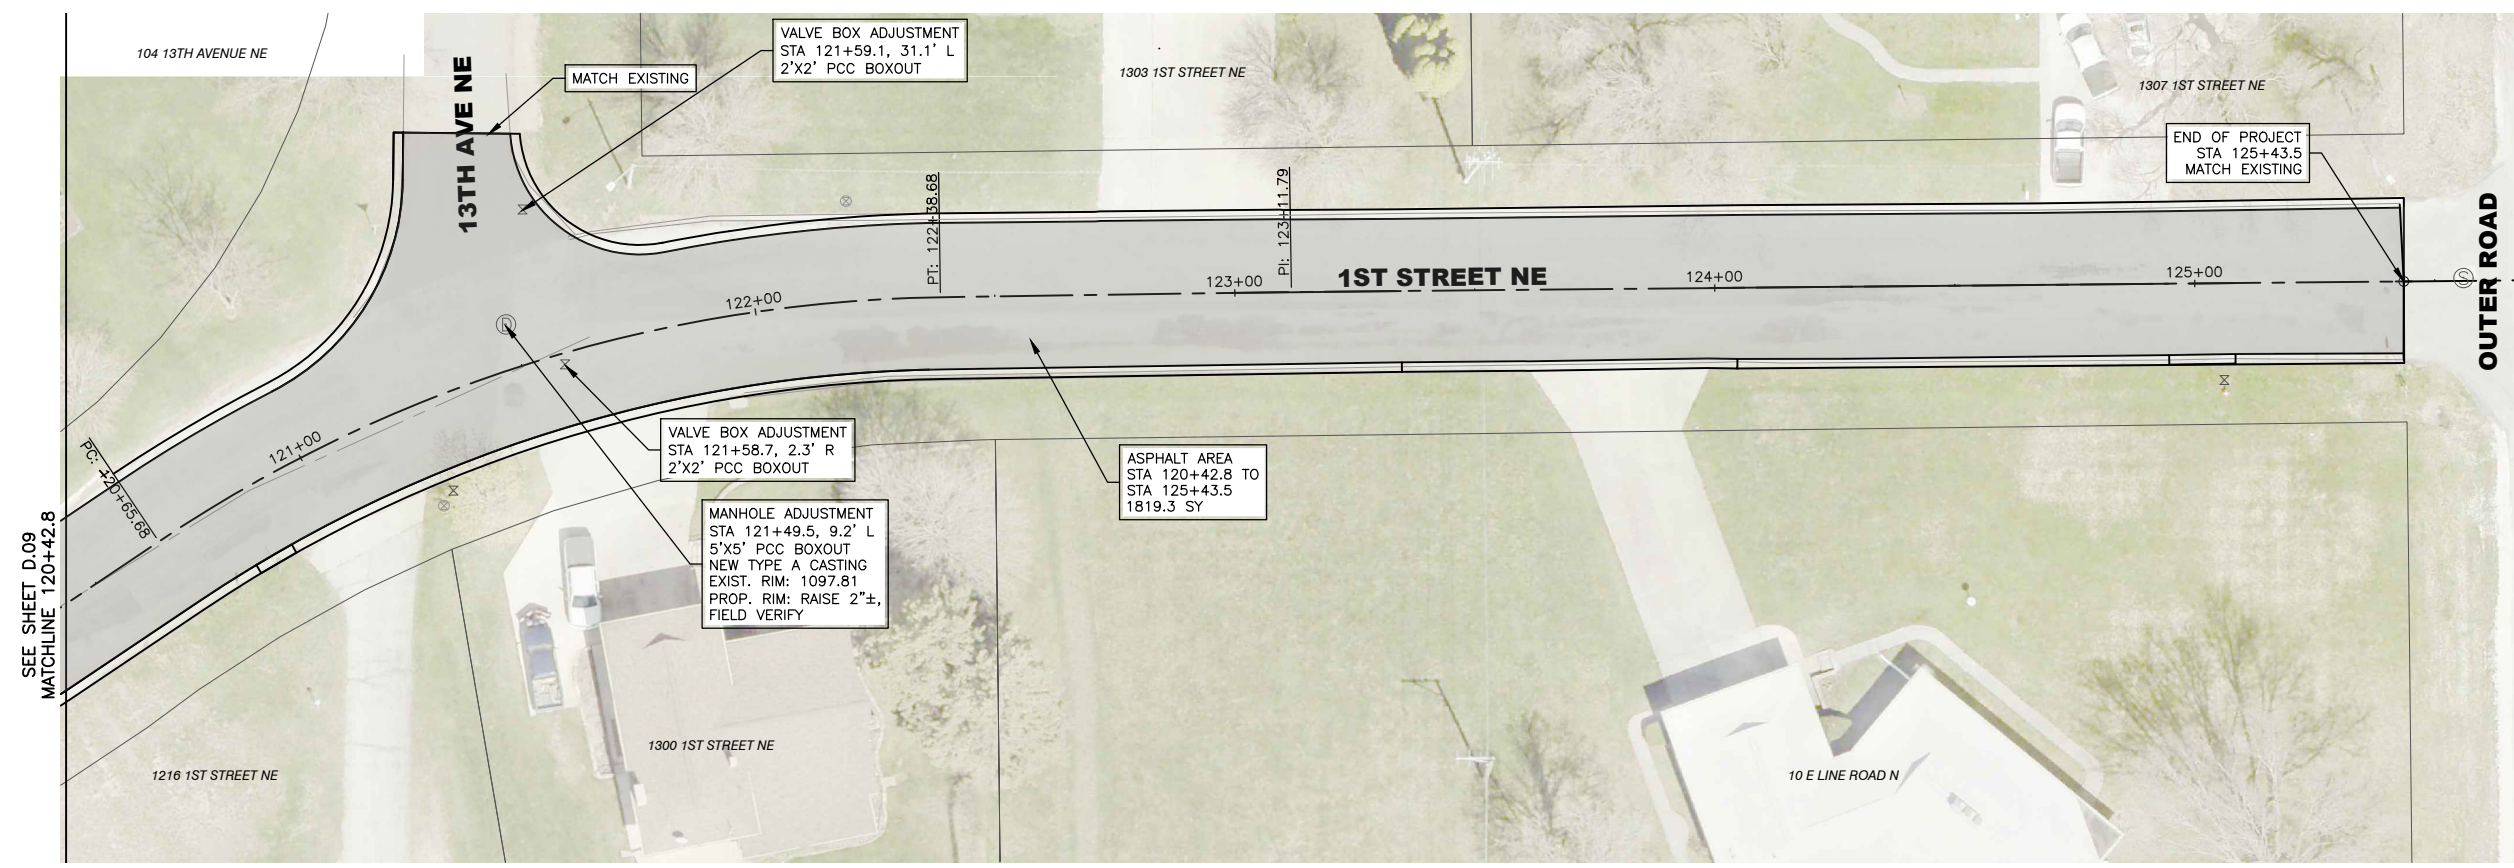 104 13TH AVENUE NE
MATCH EXISTING
13TH AVE NE
VALVE BOX ADJUSTMENT
STA 121+59.1, 31.1' L
2'X2' PCC BOXOUT
1303 1ST STREET NE
1307 1ST STREET NE
END OF PROJECT
STA 125+43.5
MATCH EXISTING
PT: 122+38.68
PI: 123+11.79
1ST STREET NE
121+00
122+00
123+00
124+00
125+00
S
OUTER ROAD
D
PC: 120+65.68
SEE SHEET D.09
MATCHLINE 120+42.8
VALVE BOX ADJUSTMENT
STA 121+58.7, 2.3' R
2'X2' PCC BOXOUT
MANHOLE ADJUSTMENT
STA 121+49.5, 9.2' L
5'X5' PCC BOXOUT
NEW TYPE A CASTING
EXIST. RIM: 1097.81
PROP. RIM: RAISE 2"±,
FIELD VERIFY
ASPHALT AREA
STA 120+42.8 TO
STA 125+43.5
1819.3 SY
1216 1ST STREET NE
1300 1ST STREET NE
10 E LINE ROAD N